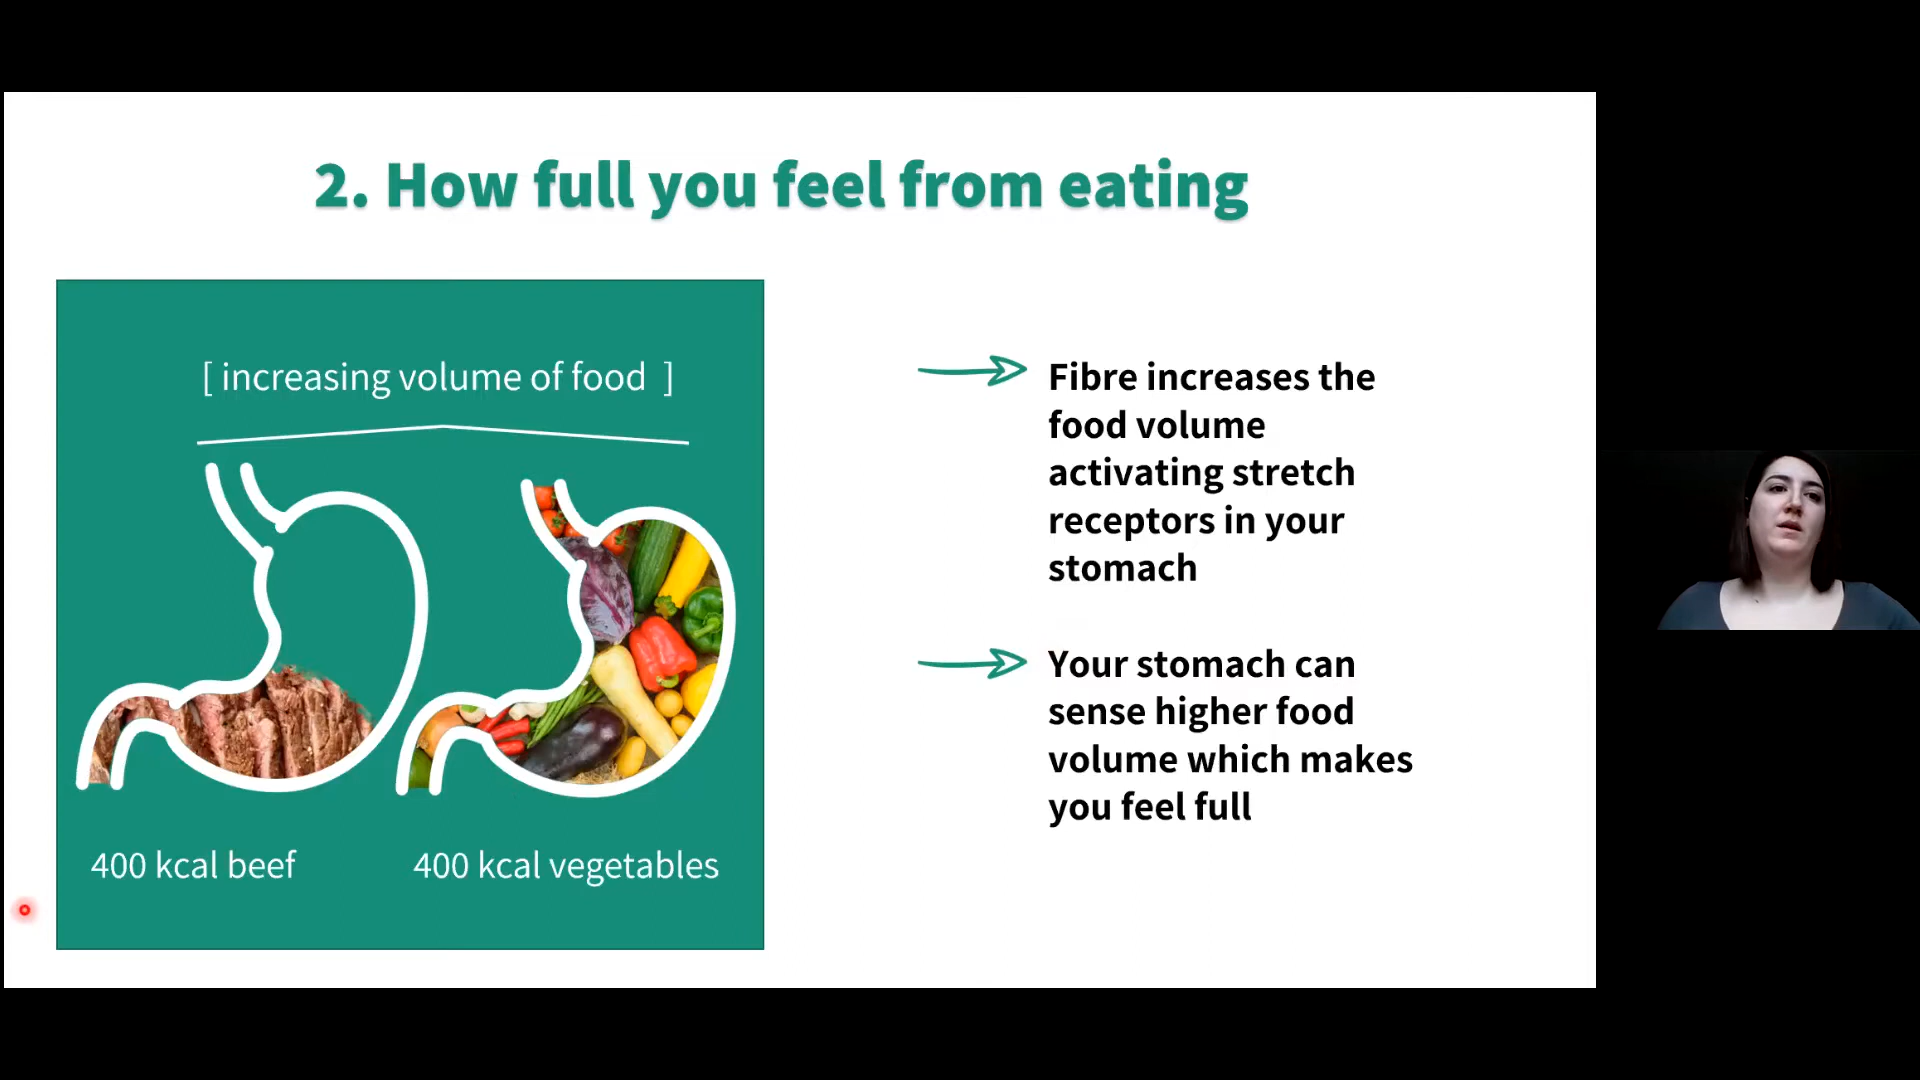 2. How full you feel from eating
[ increasing volume of food ]
400 kcal beef
400 kcal vegetables
Fibre increases the
food volume
activating stretch
receptors in your
stomach
Your stomach can
sense higher food
volume which makes
you feel full